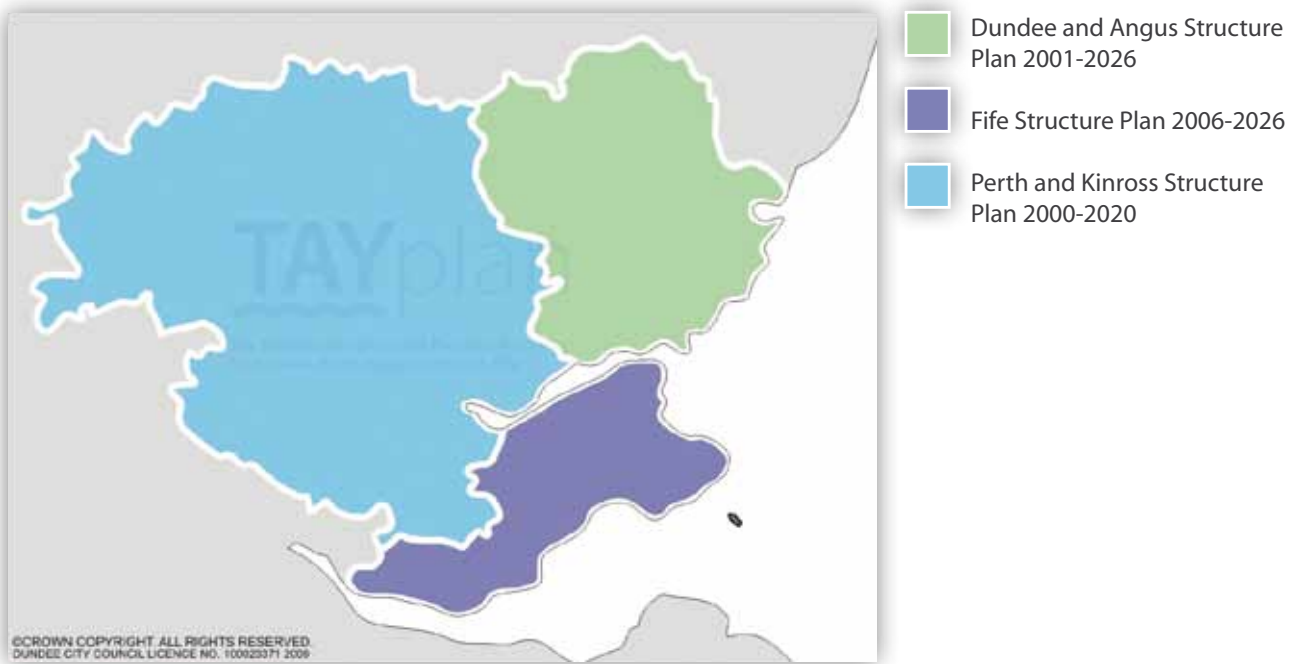 Dundee and Angus Structure
Plan 2001-2026
Fife Structure Plan 2006-2026
Perth and Kinross Structure
Plan 2000-2020
TAYplan
©CROWN COPYRIGHT. ALL RIGHTS RESERVED.
DUNDEE CITY COUNCIL LICENCE NO. 100023371 2009